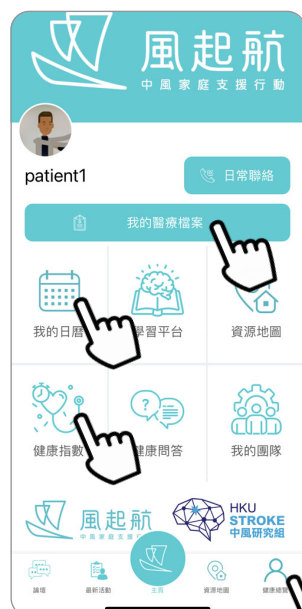 風起航
中風家庭支援行動
patient1
日常聯絡
我的醫療檔案
我的日曆
學習平台
資源地圖
健康指數
健康問答
我的團隊
風起航
中風家庭支援行動
HKU
STROKE
中風研究組
論壇
最新活動
主頁
資源地圖
健康總覽